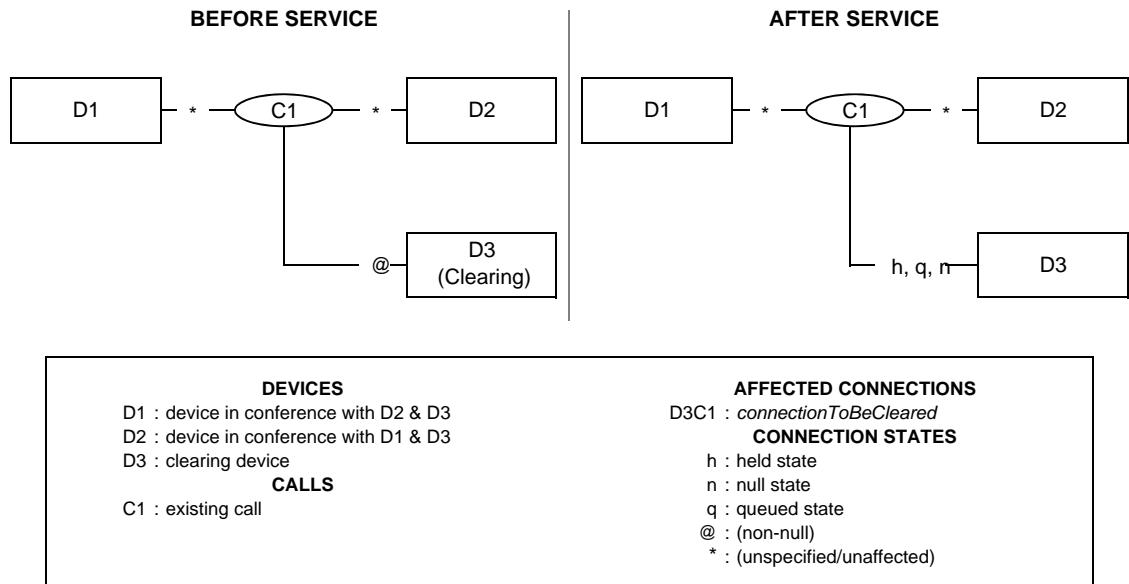 BEFORE SERVICE
AFTER SERVICE
D1 * C1 * D2
D1 * C1 * D2
@ D3
(Clearing)
h, q, n D3
DEVICES
D1 : device in conference with D2 & D3
D2 : device in conference with D1 & D3
D3 : clearing device
CALLS
C1 : existing call
AFFECTED CONNECTIONS
D3C1 : connectionToBeCleared
CONNECTION STATES
h : held state
n : null state
q : queued state
@ : (non-null)
* : (unspecified/unaffected)